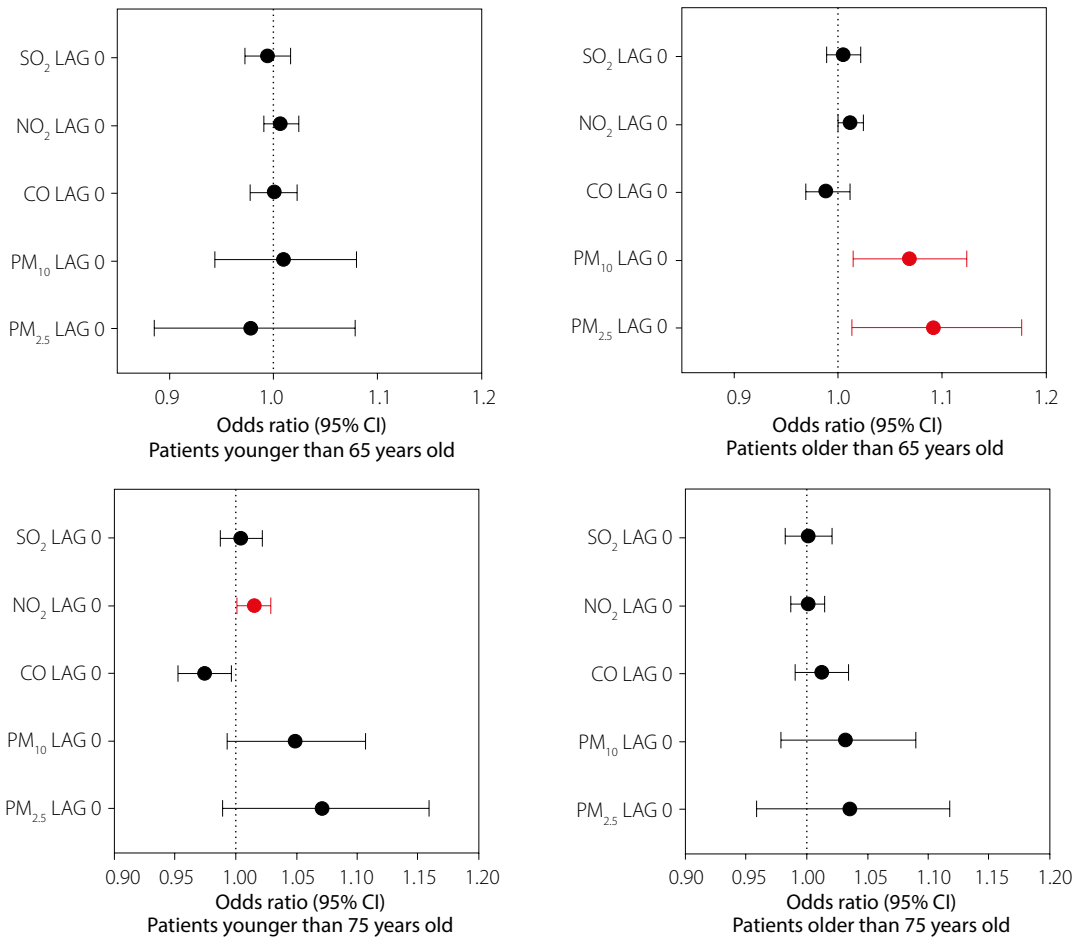 SO₂ LAG 0
NO₂ LAG 0
CO LAG 0
PM₁₀ LAG 0
PM₂.₅ LAG 0
0.9 1.0 1.1 1.2
Odds ratio (95% CI)
Patients younger than 65 years old
SO₂ LAG 0
NO₂ LAG 0
CO LAG 0
PM₁₀ LAG 0
PM₂.₅ LAG 0
0.9 1.0 1.1 1.2
Odds ratio (95% CI)
Patients older than 65 years old
SO₂ LAG 0
NO₂ LAG 0
CO LAG 0
PM₁₀ LAG 0
PM₂.₅ LAG 0
0.90 0.95 1.00 1.05 1.10 1.15 1.20
Odds ratio (95% CI)
Patients younger than 75 years old
SO₂ LAG 0
NO₂ LAG 0
CO LAG 0
PM₁₀ LAG 0
PM₂.₅ LAG 0
0.90 0.95 1.00 1.05 1.10 1.15 1.20
Odds ratio (95% CI)
Patients older than 75 years old